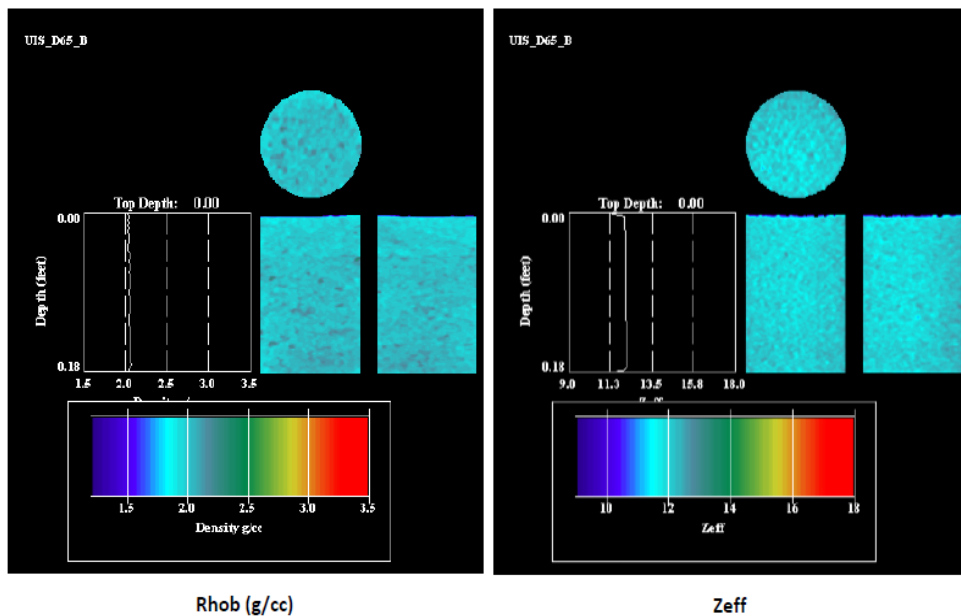 UIS_D65_B
Top Depth: 0.00
0.00
Depth (feet)
0.18
1.5 2.0 2.5 3.0 3.5
1.5 2.0 2.5 3.0 3.5
Density g/cc
Rhob (g/cc)
UIS_D65_B
Top Depth: 0.00
0.00
Depth (feet)
0.18
9.0 11.3 13.5 15.8 18.0
Zeff
10 12 14 16 18
Zeff
Zeff